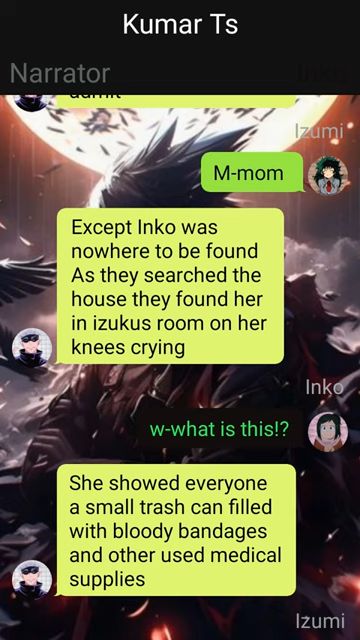 Kumar Ts
Narrator
Inko
admit
Izumi
M-mom
Except Inko was
nowhere to be found
As they searched the
house they found her
in izukus room on her
knees crying
Inko
w-what is this!?
She showed everyone
a small trash can filled
with bloody bandages
and other used medical
supplies
Izumi